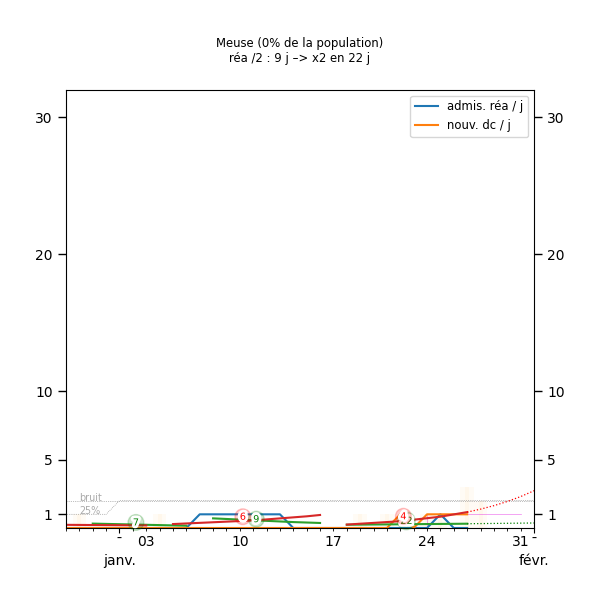 Meuse (0% de la population)
réa /2 : 9 j –> x2 en 22 j
admis. réa / j
nouv. dc / j
30 30
20 20
10 10
5 5
bruit
25%
1 1
7 6 9 4
- 03 10 17 24 31 -
janv. févr.